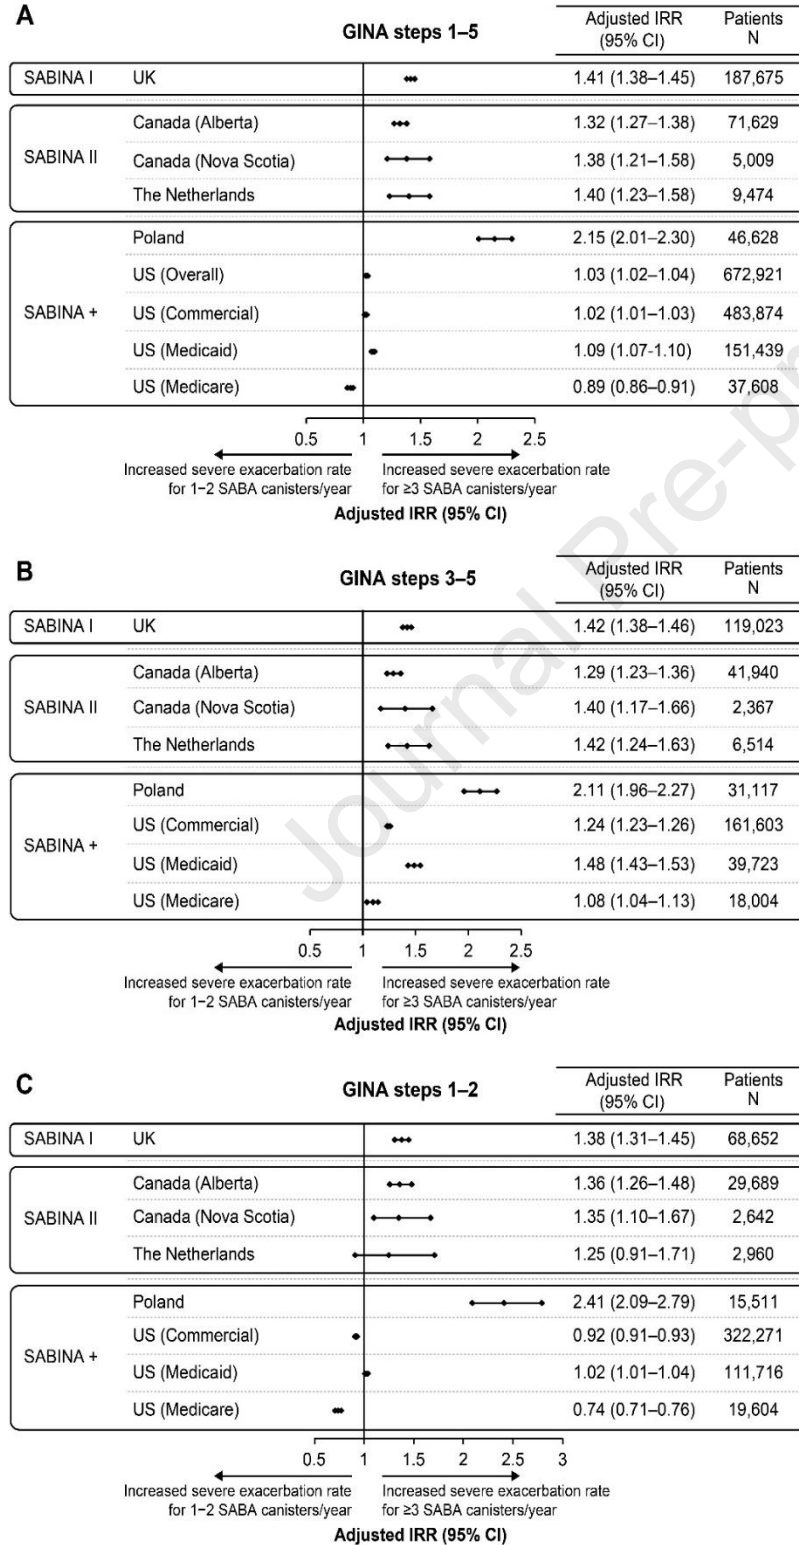 A
GINA steps 1–5
Adjusted IRR (95% CI)
Patients N
SABINA I
UK 1.41 (1.38–1.45) 187,675
SABINA II
Canada (Alberta) 1.32 (1.27–1.38) 71,629
Canada (Nova Scotia) 1.38 (1.21–1.58) 5,009
The Netherlands 1.40 (1.23–1.58) 9,474
SABINA +
Poland 2.15 (2.01–2.30) 46,628
US (Overall) 1.03 (1.02–1.04) 672,921
US (Commercial) 1.02 (1.01–1.03) 483,874
US (Medicaid) 1.09 (1.07-1.10) 151,439
US (Medicare) 0.89 (0.86–0.91) 37,608
0.5 1 1.5 2 2.5
Increased severe exacerbation rate
for 1–2 SABA canisters/year
Increased severe exacerbation rate
for ≥3 SABA canisters/year
Adjusted IRR (95% CI)
B
GINA steps 3–5
Adjusted IRR (95% CI)
Patients N
SABINA I
UK 1.42 (1.38–1.46) 119,023
SABINA II
Canada (Alberta) 1.29 (1.23–1.36) 41,940
Canada (Nova Scotia) 1.40 (1.17–1.66) 2,367
The Netherlands 1.42 (1.24–1.63) 6,514
SABINA +
Poland 2.11 (1.96–2.27) 31,117
US (Commercial) 1.24 (1.23–1.26) 161,603
US (Medicaid) 1.48 (1.43–1.53) 39,723
US (Medicare) 1.08 (1.04–1.13) 18,004
0.5 1 1.5 2 2.5
Increased severe exacerbation rate
for 1–2 SABA canisters/year
Increased severe exacerbation rate
for ≥3 SABA canisters/year
Adjusted IRR (95% CI)
C
GINA steps 1–2
Adjusted IRR (95% CI)
Patients N
SABINA I
UK 1.38 (1.31–1.45) 68,652
SABINA II
Canada (Alberta) 1.36 (1.26–1.48) 29,689
Canada (Nova Scotia) 1.35 (1.10–1.67) 2,642
The Netherlands 1.25 (0.91–1.71) 2,960
SABINA +
Poland 2.41 (2.09–2.79) 15,511
US (Commercial) 0.92 (0.91–0.93) 322,271
US (Medicaid) 1.02 (1.01–1.04) 111,716
US (Medicare) 0.74 (0.71–0.76) 19,604
0.5 1 1.5 2 2.5 3
Increased severe exacerbation rate
for 1–2 SABA canisters/year
Increased severe exacerbation rate
for ≥3 SABA canisters/year
Adjusted IRR (95% CI)
Journal Pre-pr